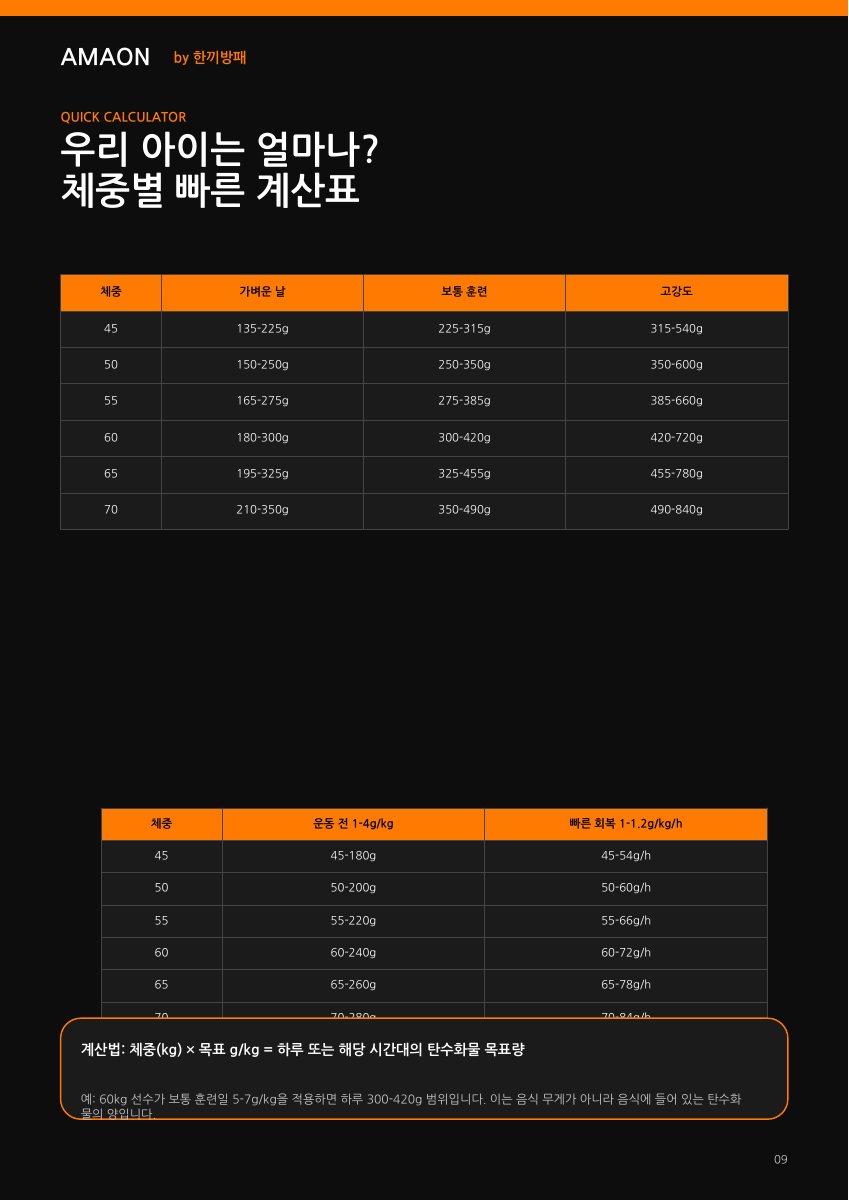 AMAON by 한끼방패
QUICK CALCULATOR
우리 아이는 얼마나?
체중별 빠른 계산표
체중 가벼운 날 보통 훈련 고강도
45 135-225g 225-315g 315-540g
50 150-250g 250-350g 350-600g
55 165-275g 275-385g 385-660g
60 180-300g 300-420g 420-720g
65 195-325g 325-455g 455-780g
70 210-350g 350-490g 490-840g
체중 운동 전 1-4g/kg 빠른 회복 1-1.2g/kg/h
45 45-180g 45-54g/h
50 50-200g 50-60g/h
55 55-220g 55-66g/h
60 60-240g 60-72g/h
65 65-260g 65-78g/h
70 70-280g 70-84g/h
계산법: 체중(kg) × 목표 g/kg = 하루 또는 해당 시간대의 탄수화물 목표량
예: 60kg 선수가 보통 훈련일 5-7g/kg을 적용하면 하루 300-420g 범위입니다. 이는 음식 무게가 아니라 음식에 들어 있는 탄수화
물의 양입니다.
09